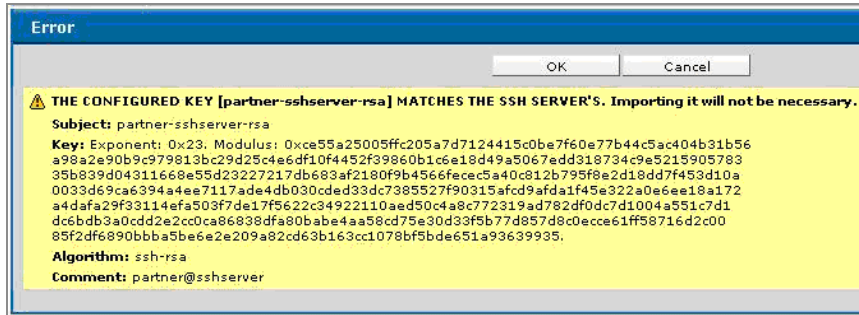 Error
OK Cancel
THE CONFIGURED KEY [partner-sshserver-rsa] MATCHES THE SSH SERVER'S. Importing it will not be necessary.
Subject: partner-sshserver-rsa
Key: Exponent: 0x23. Modulus: 0xce55a25005ffc205a7d7124415c0be7f60e77b44c5ac404b31b56
a98a2e90b9c979813bc29d25c4e6df10f4452f39860b1c6e18d49a5067edd318734c9e5215905783
35b839d04311668e55d23227217db683af2180f9b4566fecec5a40c812b795f8e2d18dd7f453d10a
0033d69ca6394a4ee7117ade4db030cded33dc7385527f90315afcd9afda1f45e322a0e6ee18a172
a4dafa29f33114efa503f7de17f5622c34922110aed50c4a8c772319ad782df0dc7d1004a551c7d1
dc6bdb3a0cdd2e2cc0ca86838dfa80babe4aa58cd75e30d33f5b77d857d8c0ecce61ff58716d2c00
85f2df6890bbba5be6e2e209a82cd63b163cc1078bf5bde651a93639935.
Algorithm: ssh-rsa
Comment: partner@sshserver